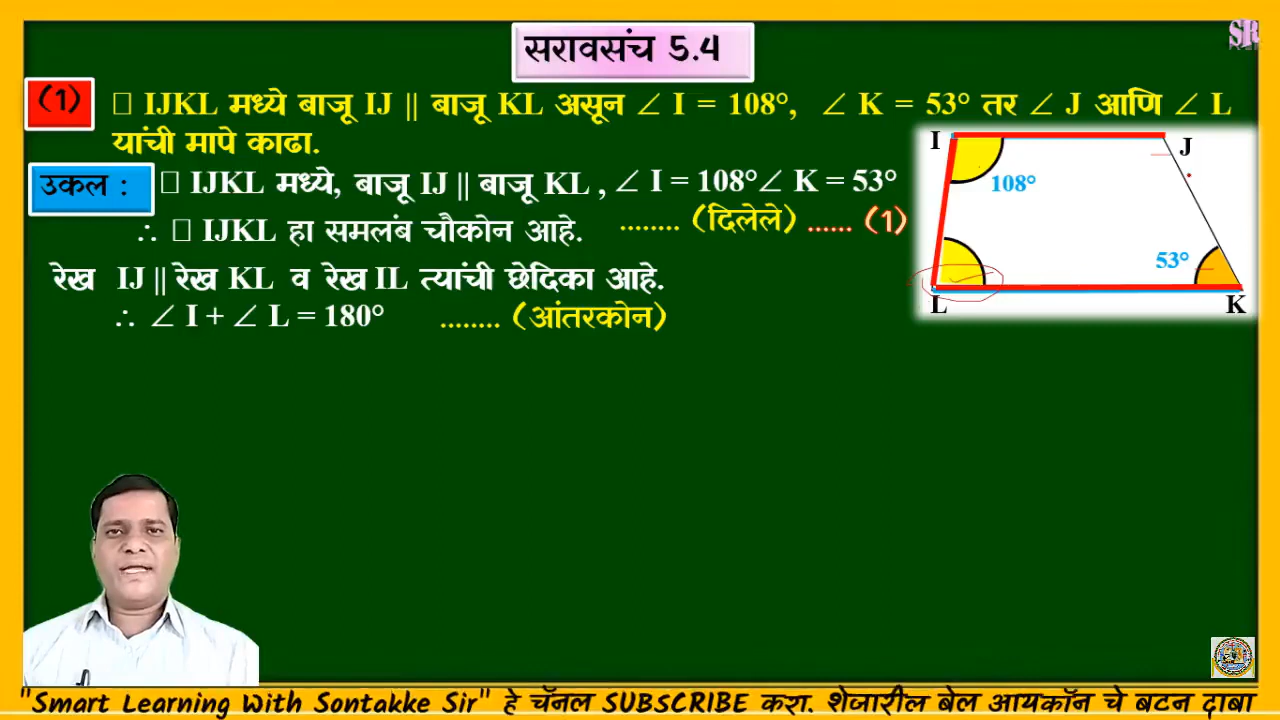 सरावसंच 5.4
(1) □ IJKL मध्ये बाजू IJ || बाजू KL असून ∠ I = 108°, ∠ K = 53° तर ∠ J आणि ∠ L
यांची मापे काढा.
उकल : □ IJKL मध्ये, बाजू IJ || बाजू KL , ∠ I = 108°∠ K = 53°
∴ □ IJKL हा समलंब चौकोन आहे. ........ (दिलेले) ...... (1)
रेख IJ || रेख KL व रेख IL त्यांची छेदिका आहे.
∴ ∠ I + ∠ L = 180° ........ (आंतरकोन)
I J
108°
53°
L K
"Smart Learning With Sontakke Sir" हे चॅनल SUBSCRIBE करा. शेजारील बेल आयकॉन चे बटन दाबा